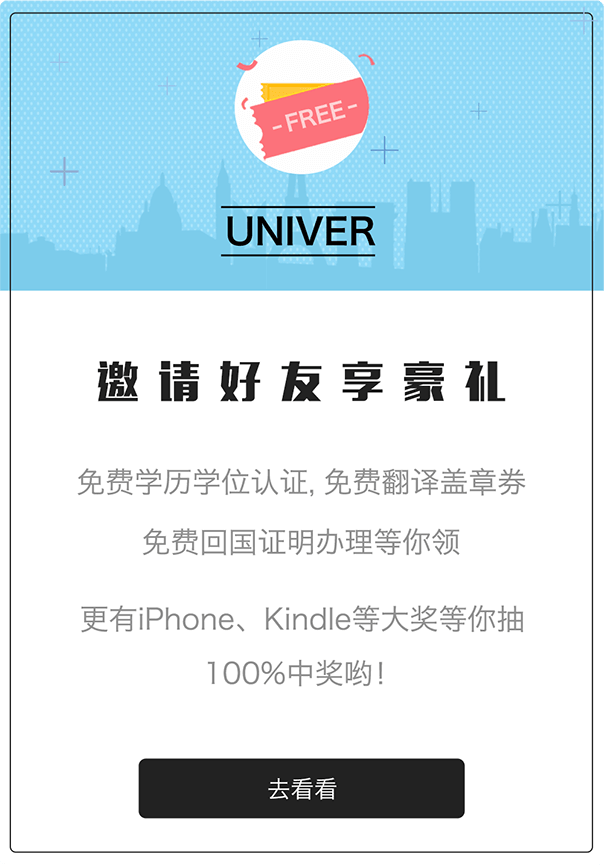 -FREE-
UNIVER
邀请好友享豪礼
免费学历学位认证, 免费翻译盖章券
免费回国证明办理等你领
更有iPhone、Kindle等大奖等你抽
100%中奖哟!
去看看